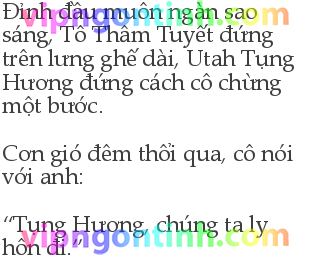 Đỉnh đầu muôn ngàn sao
sáng, Tô Thẩm Tuyết đứng
trên lưng ghế dài, Utah Tụng
Hương đứng cách cô chừng
một bước.
Cơn gió đêm thổi qua, cô nói
với anh:
“Tụng Hương, chúng ta ly
hôn đi.”
vipngontinh.com
vipngontinh.com